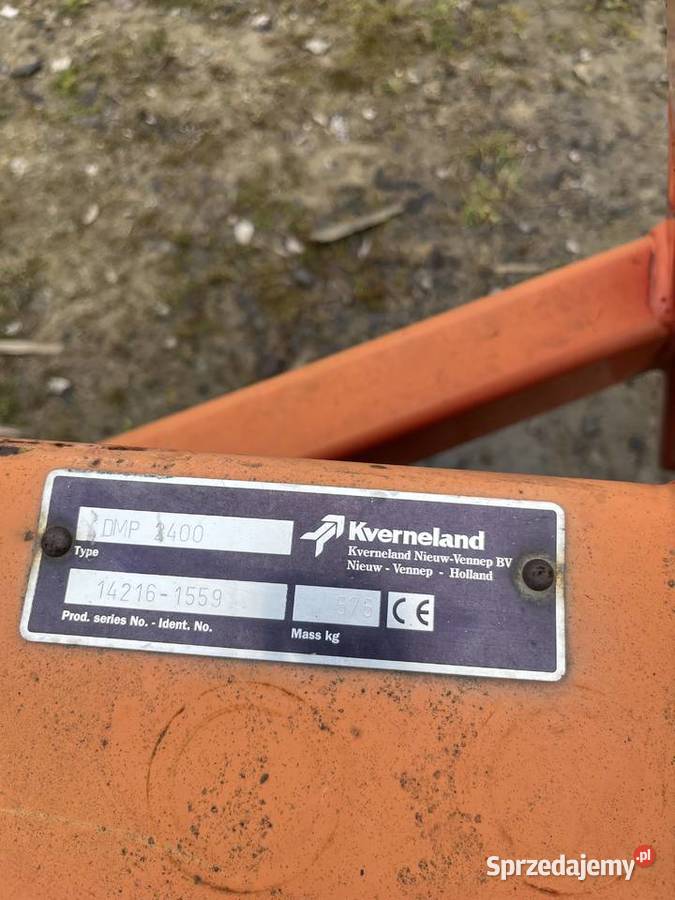 DMP 2400
Type
Kverneland
Kverneland Nieuw-Vennep BV
Nieuw - Vennep - Holland
14216-1559
575
CE
Prod. series No. - Ident. No.
Mass kg
Sprzedajemy.pl